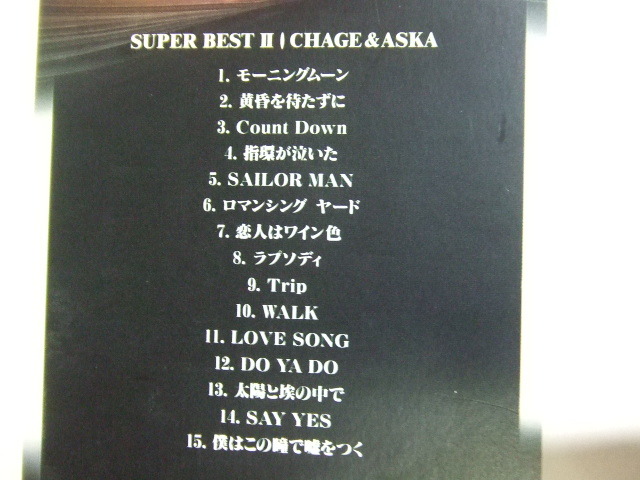 SUPER BEST II | CHAGE&ASKA
1. モーニングムーン
2. 黄昏を待たずに
3. Count Down
4. 指環が泣いた
5. SAILOR MAN
6. ロマンシング ヤード
7. 恋人はワイン色
8. ラプソディ
9. Trip
10. WALK
11. LOVE SONG
12. DO YA DO
13. 太陽と埃の中で
14. SAY YES
15. 僕はこの瞳で嘘をつく